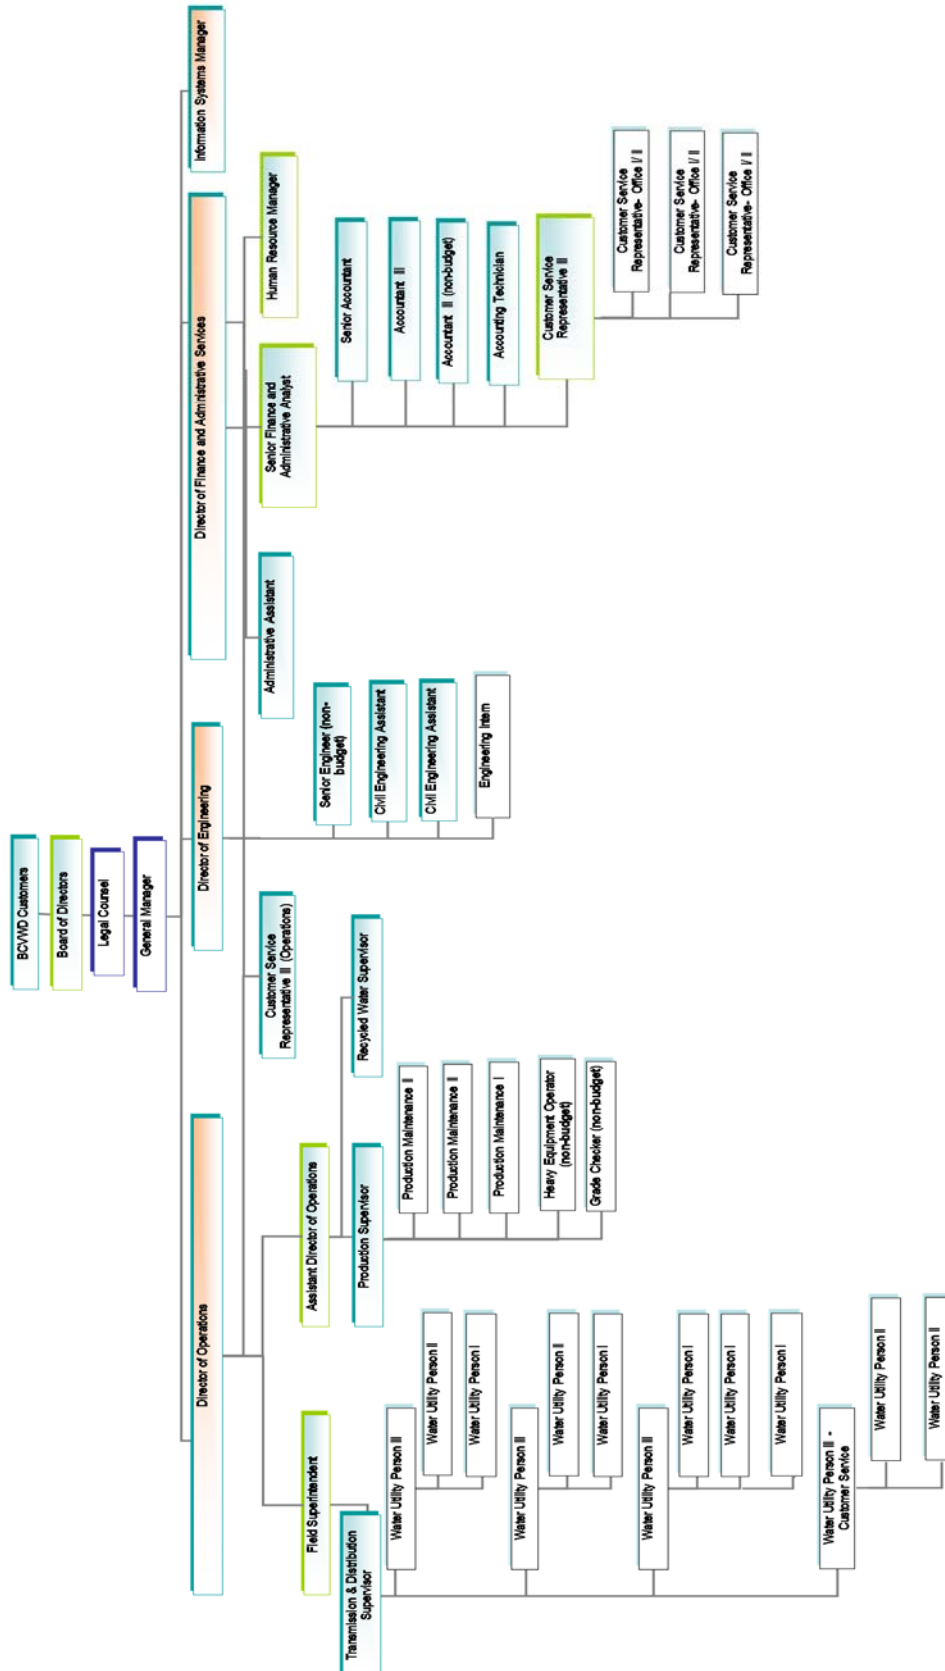 BCVWD Customers
Board of Directors
Legal Counsel
General Manager
Director of Operations
Director of Engineering
Director of Finance and Administrative Services
Information Systems Manager
Customer Service
Representative III (Operations)
Administrative Assistant
Senior Finance and
Administrative Analyst
Human Resource Manager
Field Superintendent
Assistant Director of Operations
Transmission & Distribution
Supervisor
Production Supervisor
Recycled Water Supervisor
Water Utility Person III
Water Utility Person II
Water Utility Person I
Water Utility Person III
Water Utility Person II
Water Utility Person I
Water Utility Person III
Water Utility Person I
Water Utility Person I
Water Utility Person I
Water Utility Person III -
Customer Service
Water Utility Person II
Water Utility Person II
Production Maintenance II
Production Maintenance II
Production Maintenance I
Heavy Equipment Operator
(non-budget)
Grade Checker (non-budget)
Senior Engineer (non-
budget)
Civil Engineering Assistant
Civil Engineering Assistant
Engineering Intern
Senior Accountant
Accountant III
Accountant III (non-budget)
Accounting Technician
Customer Service
Representative III
Customer Service
Representative- Office I/ II
Customer Service
Representative- Office I/ II
Customer Service
Representative- Office I/ II